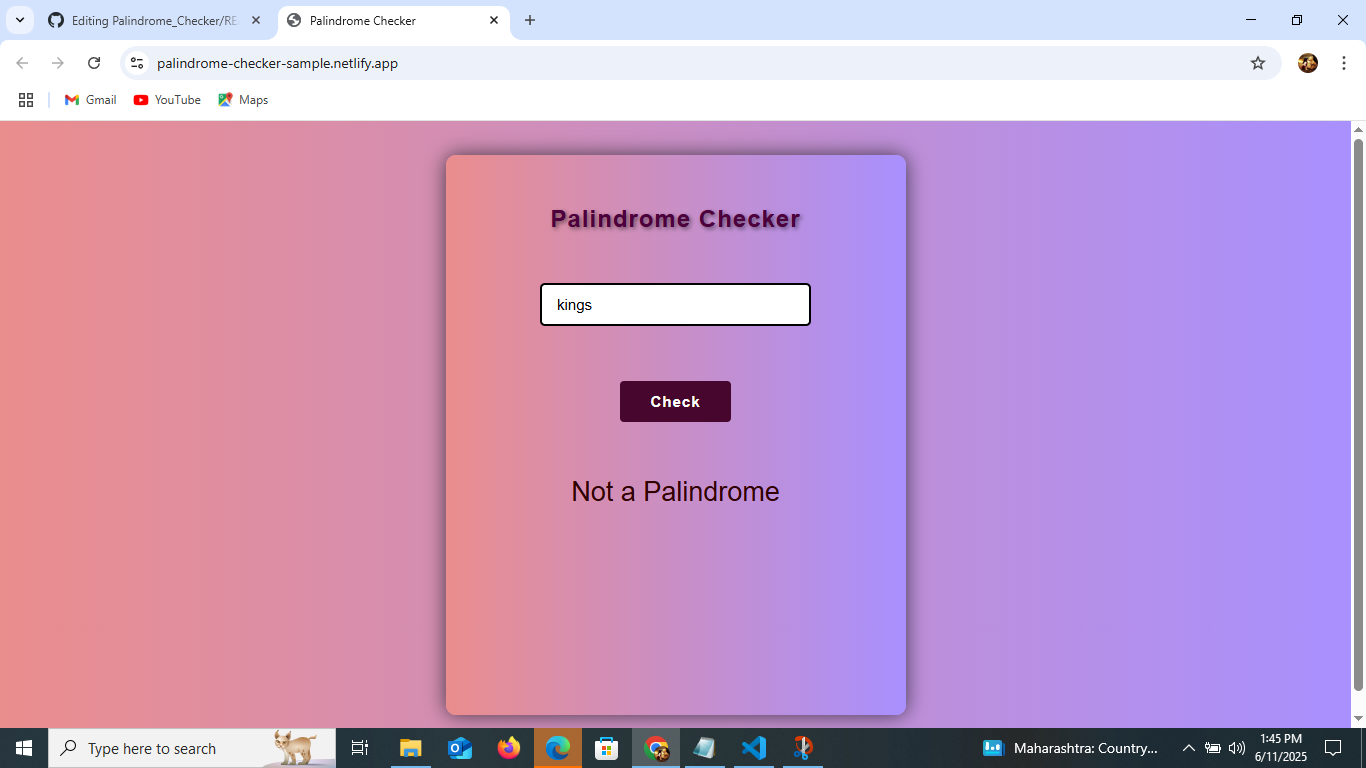 Editing Palindrome_Checker/RE
Palindrome Checker
palindrome-checker-sample.netlify.app
Gmail
YouTube
Maps
Palindrome Checker
kings
Check
Not a Palindrome
Type here to search
Maharashtra: Country...
1:45 PM
6/11/2025